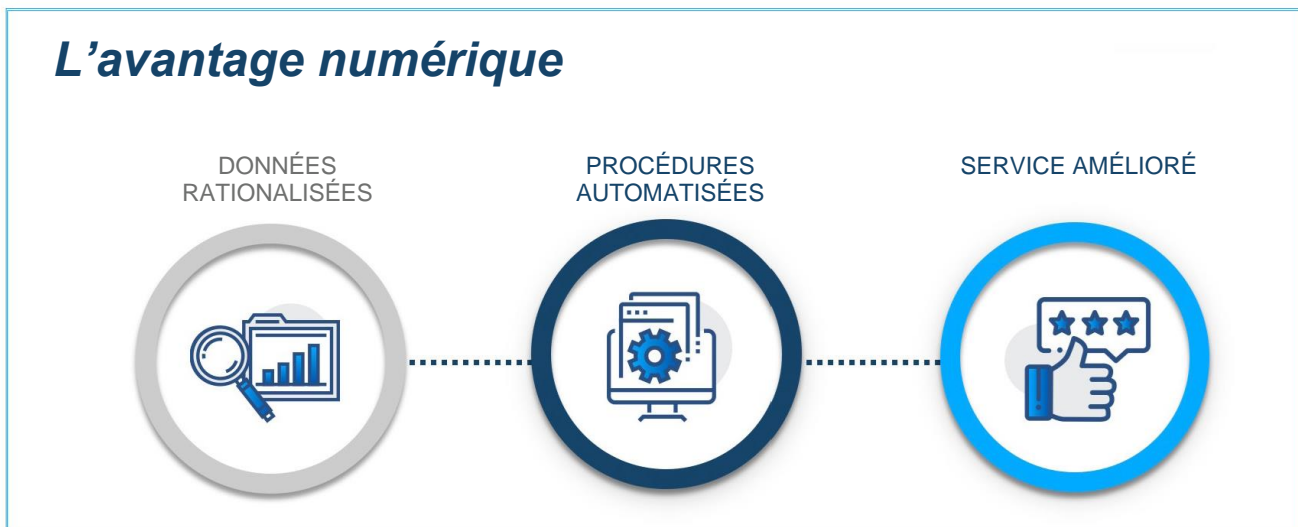 L’avantage numérique
DONNÉES
RATIONALISÉES
PROCÉDURES
AUTOMATISÉES
SERVICE AMÉLIORÉ